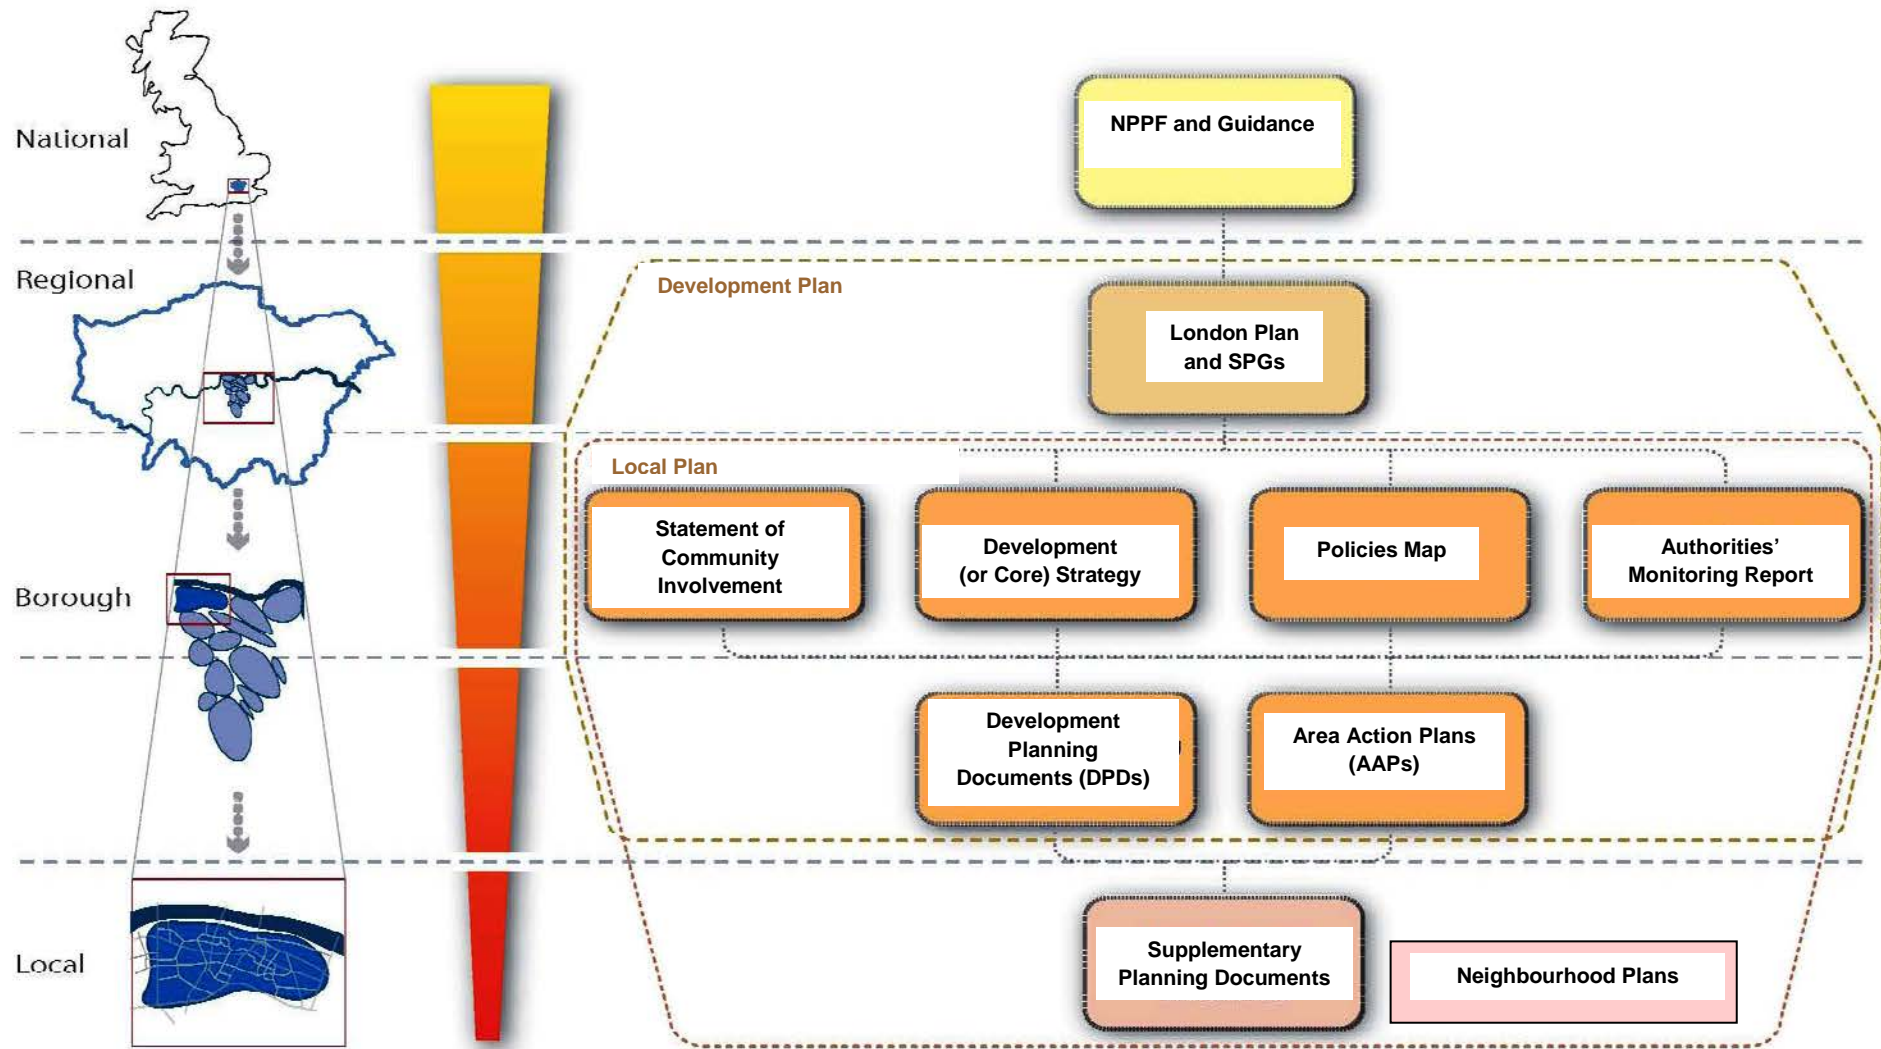 National
NPPF and Guidance
Regional
Development Plan
London Plan
and SPGs
Local Plan
Statement of
Community
Involvement
Development
(or Core) Strategy
Policies Map
Authorities’
Monitoring Report
Borough
Development
Planning
Documents (DPDs)
Area Action Plans
(AAPs)
Local
Supplementary
Planning Documents
Neighbourhood Plans